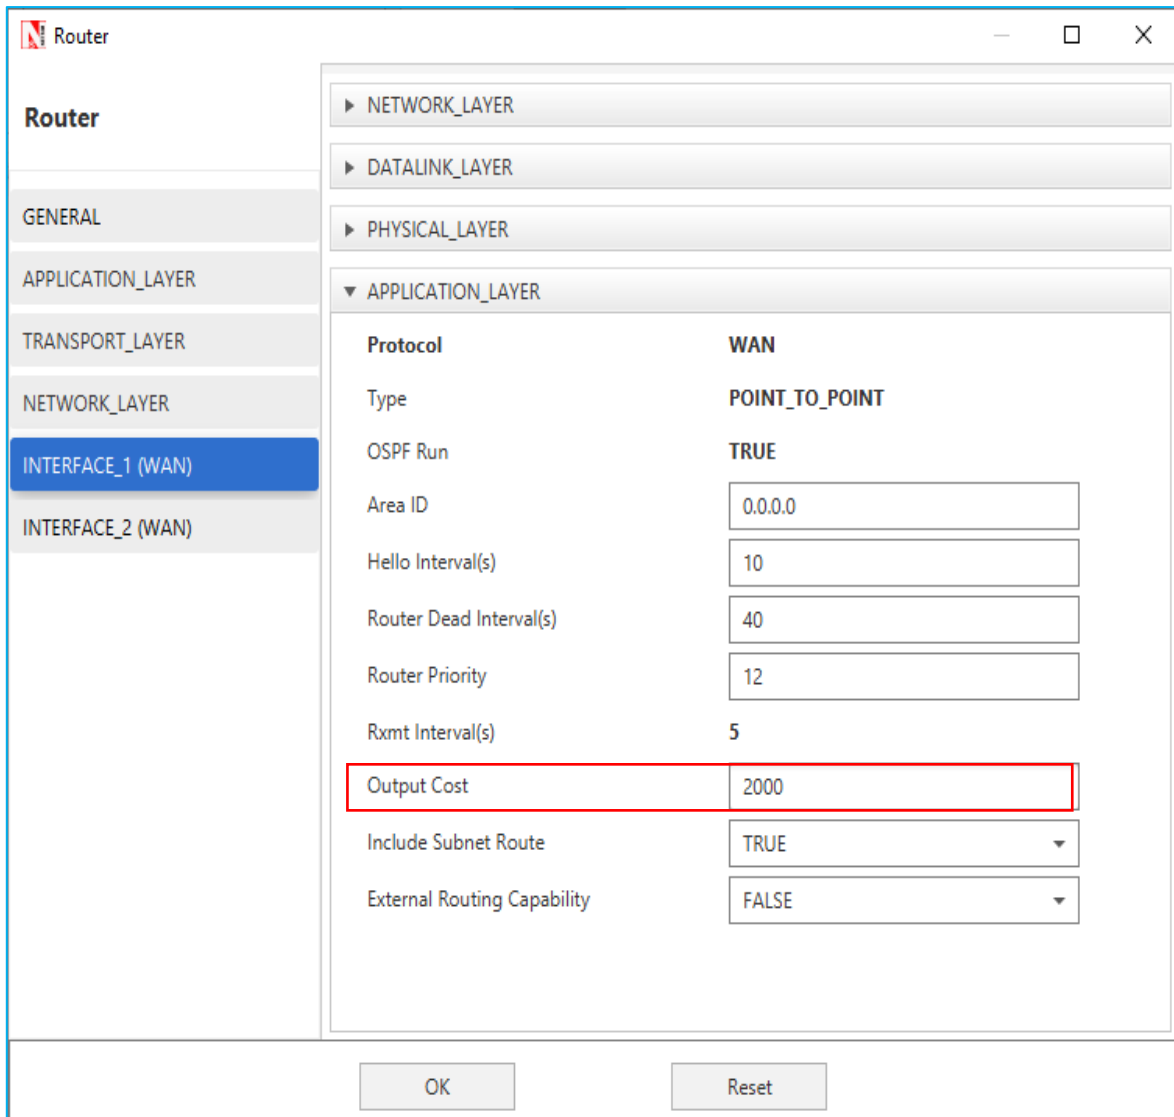 Router
Router
GENERAL
APPLICATION_LAYER
TRANSPORT_LAYER
NETWORK_LAYER
INTERFACE_1 (WAN)
INTERFACE_2 (WAN)
NETWORK_LAYER
DATALINK_LAYER
PHYSICAL_LAYER
APPLICATION_LAYER
Protocol WAN
Type POINT_TO_POINT
OSPF Run TRUE
Area ID 0.0.0.0
Hello Interval(s) 10
Router Dead Interval(s) 40
Router Priority 12
Rxmt Interval(s) 5
Output Cost 2000
Include Subnet Route TRUE
External Routing Capability FALSE
OK Reset